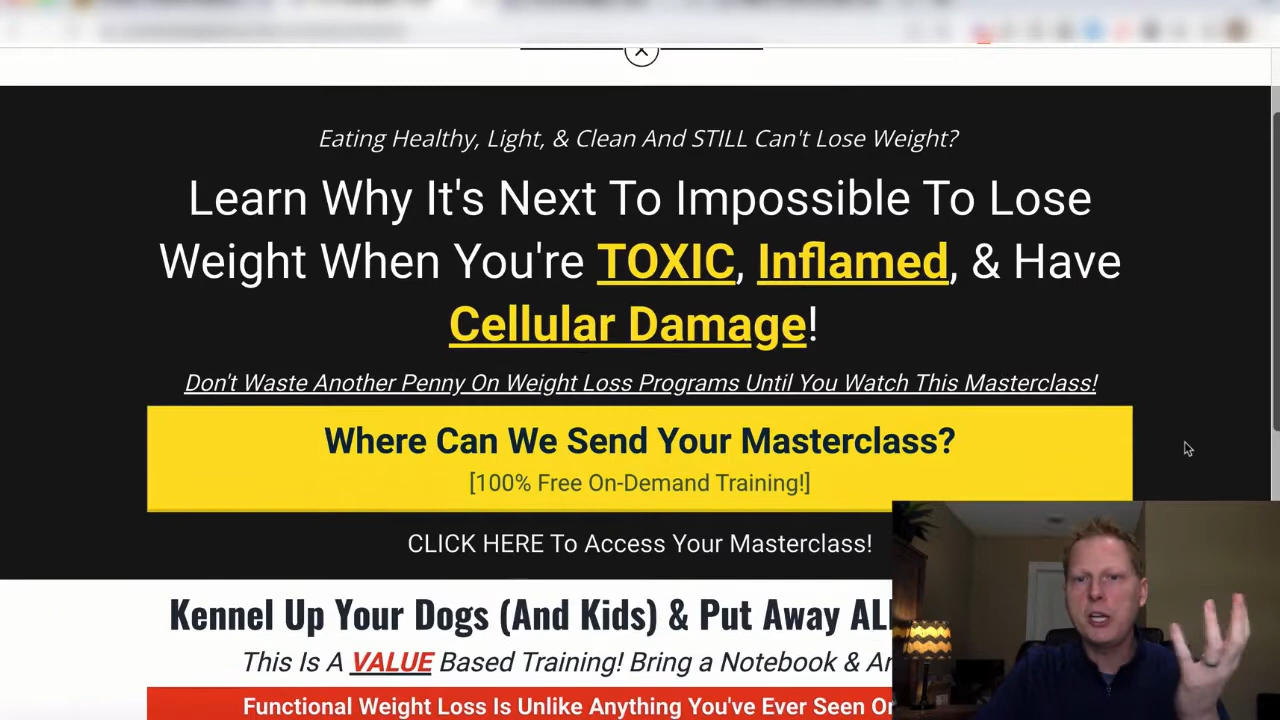 Eating Healthy, Light, & Clean And STILL Can't Lose Weight?
Learn Why It's Next To Impossible To Lose
Weight When You're TOXIC, Inflamed, & Have
Cellular Damage!
Don't Waste Another Penny On Weight Loss Programs Until You Watch This Masterclass!
Where Can We Send Your Masterclass?
[100% Free On-Demand Training!]
CLICK HERE To Access Your Masterclass!
Kennel Up Your Dogs (And Kids) & Put Away
This Is A VALUE Based Training! Bring a Notebook &
Functional Weight Loss Is Unlike Anything You've Ever Seen